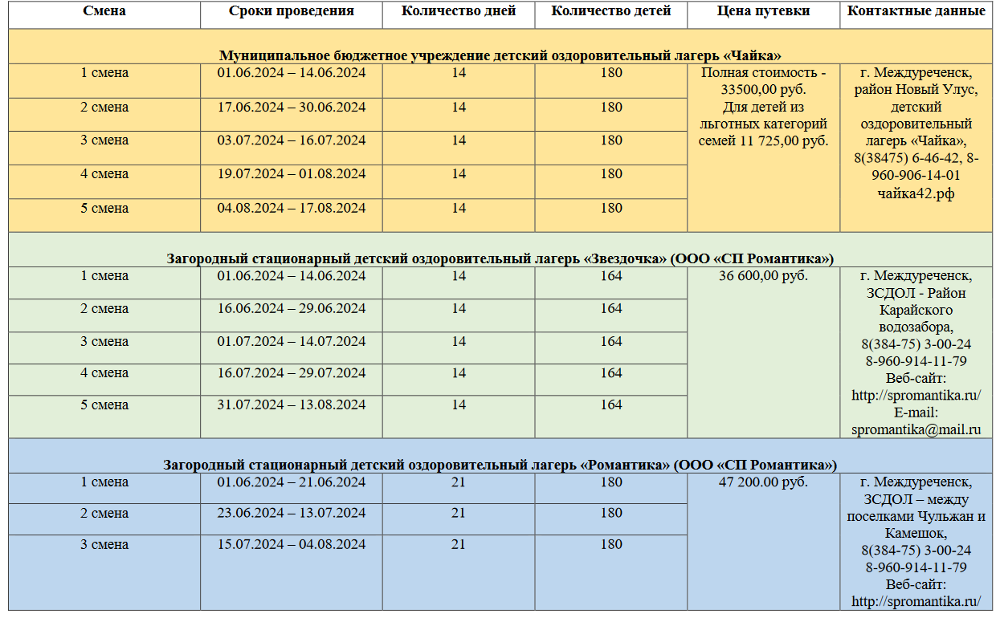 Смена Сроки проведения Количество дней Количество детей Цена путевки Контактные данные
Муниципальное бюджетное учреждение детский оздоровительный лагерь «Чайка»
1 смена 01.06.2024 – 14.06.2024 14 180
2 смена 17.06.2024 – 30.06.2024 14 180
3 смена 03.07.2024 – 16.07.2024 14 180
4 смена 19.07.2024 – 01.08.2024 14 180
5 смена 04.08.2024 – 17.08.2024 14 180
Полная стоимость -
33500,00 руб.
Для детей из
льготных категорий
семей 11 725,00 руб.
г. Междуреченск,
район Новый Улус,
детский
оздоровительный
лагерь «Чайка»,
8(38475) 6-46-42, 8-
960-906-14-01
чайка42.рф
Загородный стационарный детский оздоровительный лагерь «Звездочка» (ООО «СП Романтика»)
1 смена 01.06.2024 – 14.06.2024 14 164
2 смена 16.06.2024 – 29.06.2024 14 164
3 смена 01.07.2024 – 14.07.2024 14 164
4 смена 16.07.2024 – 29.07.2024 14 164
5 смена 31.07.2024 – 13.08.2024 14 164
36 600,00 руб.
г. Междуреченск,
ЗСДОЛ - Район
Карайского
водозабора,
8(384-75) 3-00-24
8-960-914-11-79
Веб-сайт:
http://spromantika.ru/
E-mail:
spromantika@mail.ru
Загородный стационарный детский оздоровительный лагерь «Романтика» (ООО «СП Романтика»)
1 смена 01.06.2024 – 21.06.2024 21 180
2 смена 23.06.2024 – 13.07.2024 21 180
3 смена 15.07.2024 – 04.08.2024 21 180
47 200.00 руб.
г. Междуреченск,
ЗСДОЛ – между
поселками Чульжан и
Камешок,
8(384-75) 3-00-24
8-960-914-11-79
Веб-сайт:
http://spromantika.ru/